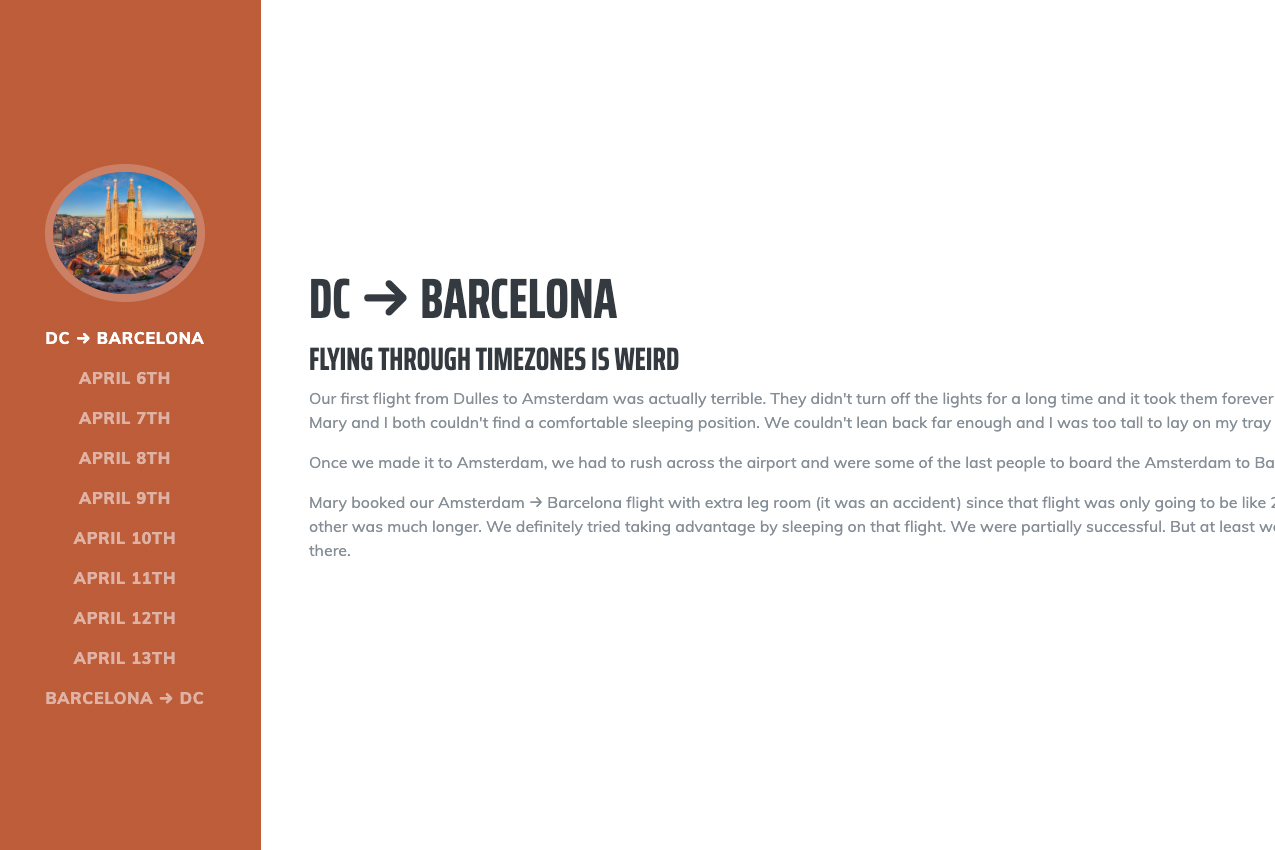 DC → BARCELONA
APRIL 6TH
APRIL 7TH
APRIL 8TH
APRIL 9TH
APRIL 10TH
APRIL 11TH
APRIL 12TH
APRIL 13TH
BARCELONA → DC
DC → BARCELONA
FLYING THROUGH TIMEZONES IS WEIRD
Our first flight from Dulles to Amsterdam was actually terrible. They didn't turn off the lights for a long time and it took them forever
Mary and I both couldn't find a comfortable sleeping position. We couldn't lean back far enough and I was too tall to lay on my tray
Once we made it to Amsterdam, we had to rush across the airport and were some of the last people to board the Amsterdam to
Mary booked our Amsterdam → Barcelona flight with extra leg room (it was an accident) since that flight was only going to be like
other was much longer. We definitely tried taking advantage by sleeping on that flight. We were partially successful. But at least
there.